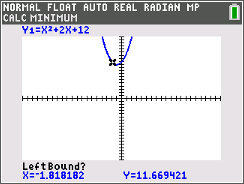 NORMAL FLOAT AUTO REAL RADIAN MP
CALC MINIMUM
Y1=X²+2X+12
LeftBound?
X=-1.818182 Y=11.669421